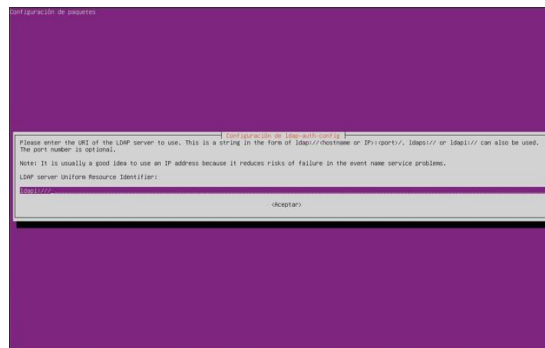 Configuración de paquetes
Configuración de ldap-auth-config
Please enter the URI of the LDAP server to use. This is a string in the form of ldap://<hostname or IP>:<port>/. ldaps:// or ldapi:// can also be used.
The port number is optional.
Note: It is usually a good idea to use an IP address because it reduces risks of failure in the event name service problems.
LDAP server Uniform Resource Identifier:
ldapi:///
<Aceptar>